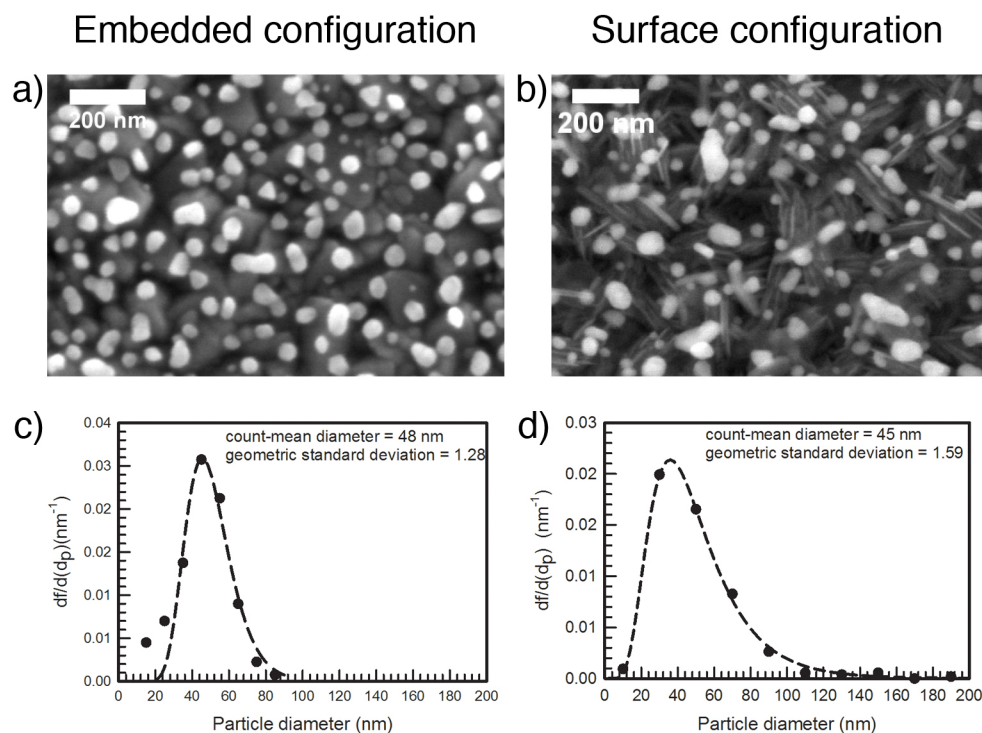 Embedded configuration
Surface configuration
a)
200 nm
b)
200 nm
c)
count-mean diameter = 48 nm
geometric standard deviation = 1.28
df/d(dp)(nm⁻¹)
0.04
0.03
0.03
0.02
0.02
0.01
0.01
0.00
0 20 40 60 80 100 120 140 160 180 200
Particle diameter (nm)
d)
count-mean diameter = 45 nm
geometric standard deviation = 1.59
df/d(dp) (nm⁻¹)
0.03
0.02
0.02
0.01
0.01
0.00
0 20 40 60 80 100 120 140 160 180 200
Particle diameter (nm)